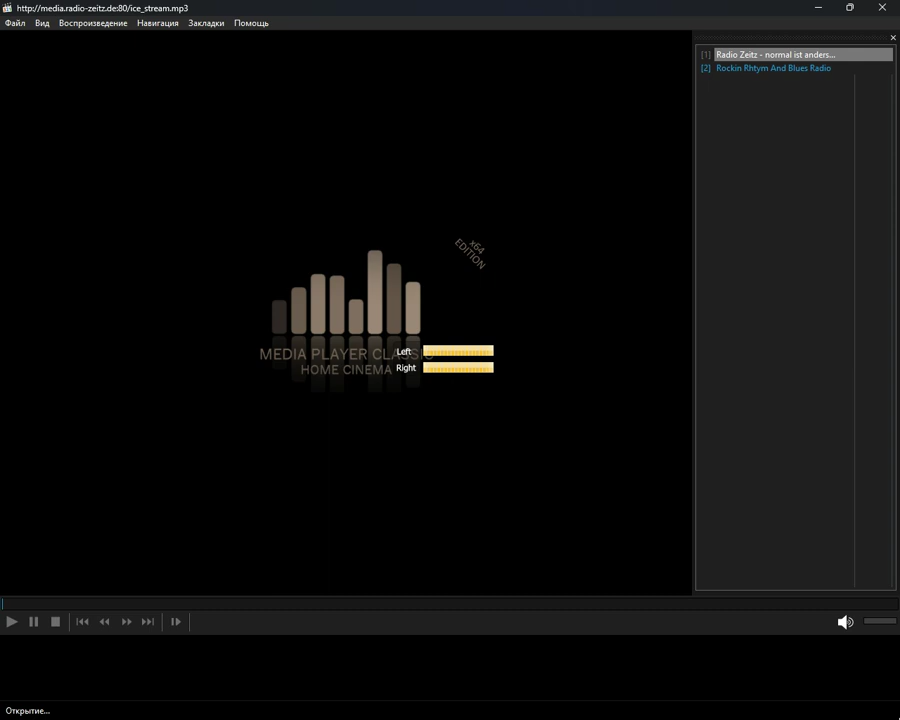 http://media.radio-zeitz.de:80/ice_stream.mp3
Файл Вид Воспроизведение Навигация Закладки Помощь
[1] Radio Zeitz - normal ist anders...
[2] Rockin Rhtym And Blues Radio
x64
EDITION
MEDIA PLAYER CLASSIC
HOME CINEMA
Left
Right
Открытие...